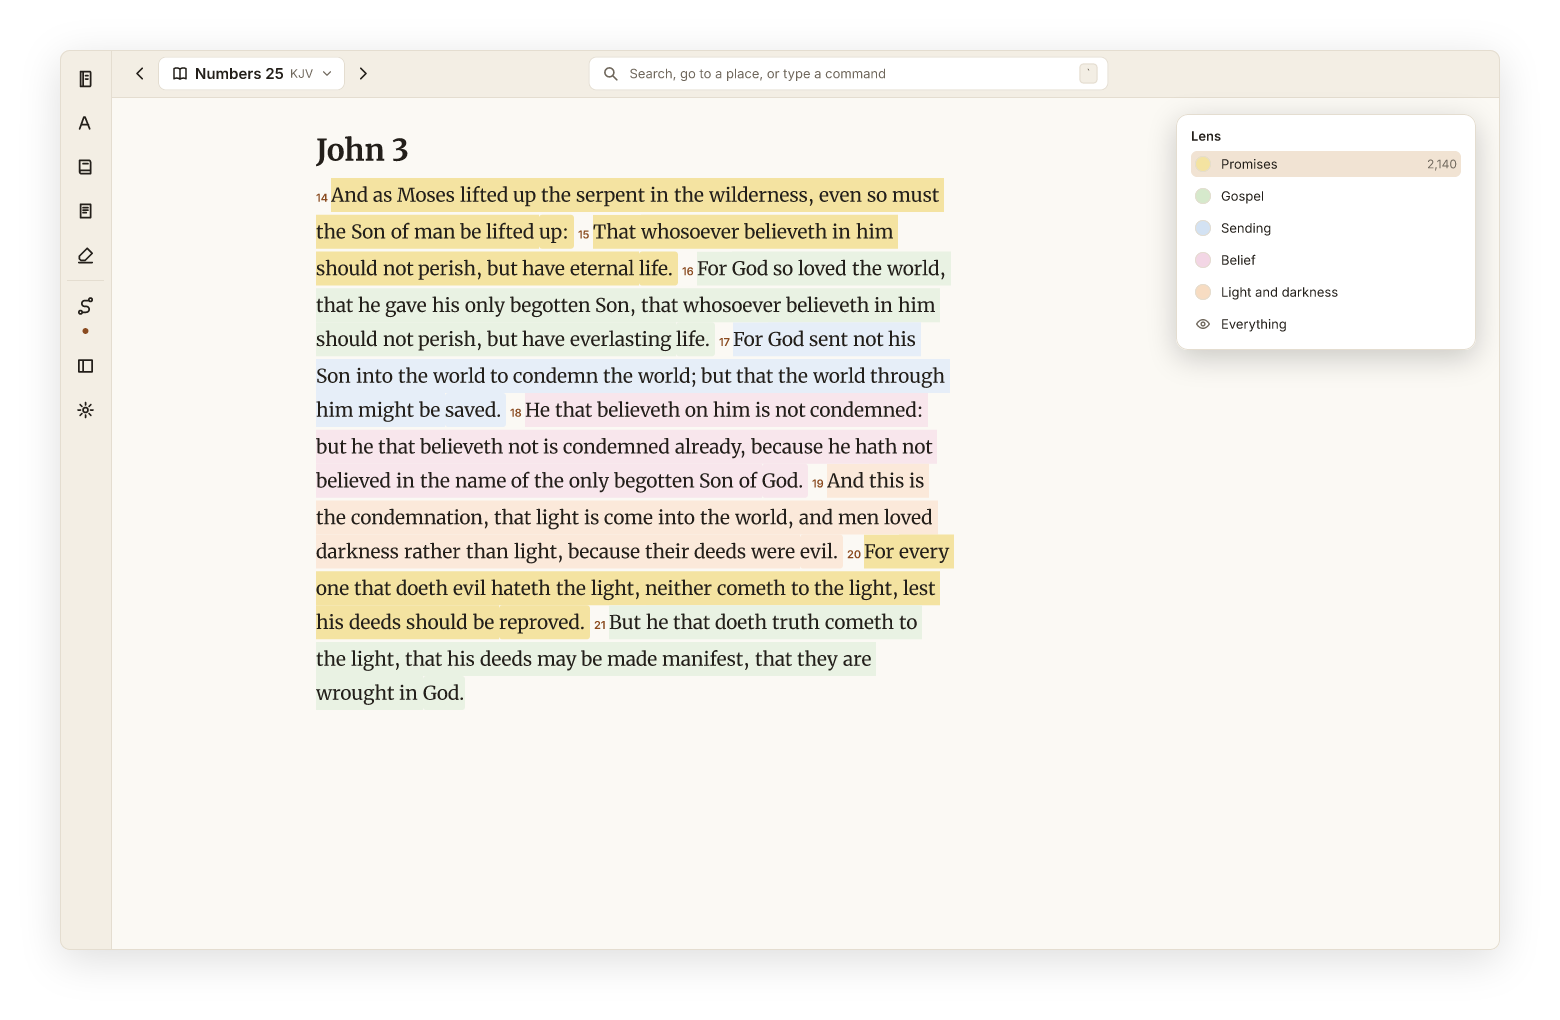 Numbers 25 KJV
Search, go to a place, or type a command
John 3
14 And as Moses lifted up the serpent in the wilderness, even so must
the Son of man be lifted up: 15 That whosoever believeth in him
should not perish, but have eternal life. 16 For God so loved the world,
that he gave his only begotten Son, that whosoever believeth in him
should not perish, but have everlasting life. 17 For God sent not his
Son into the world to condemn the world; but that the world through
him might be saved. 18 He that believeth on him is not condemned:
but he that believeth not is condemned already, because he hath not
believed in the name of the only begotten Son of God. 19 And this is
the condemnation, that light is come into the world, and men loved
darkness rather than light, because their deeds were evil. 20 For every
one that doeth evil hateth the light, neither cometh to the light, lest
his deeds should be reproved. 21 But he that doeth truth cometh to
the light, that his deeds may be made manifest, that they are
wrought in God.
Lens
Promises 2,140
Gospel
Sending
Belief
Light and darkness
Everything